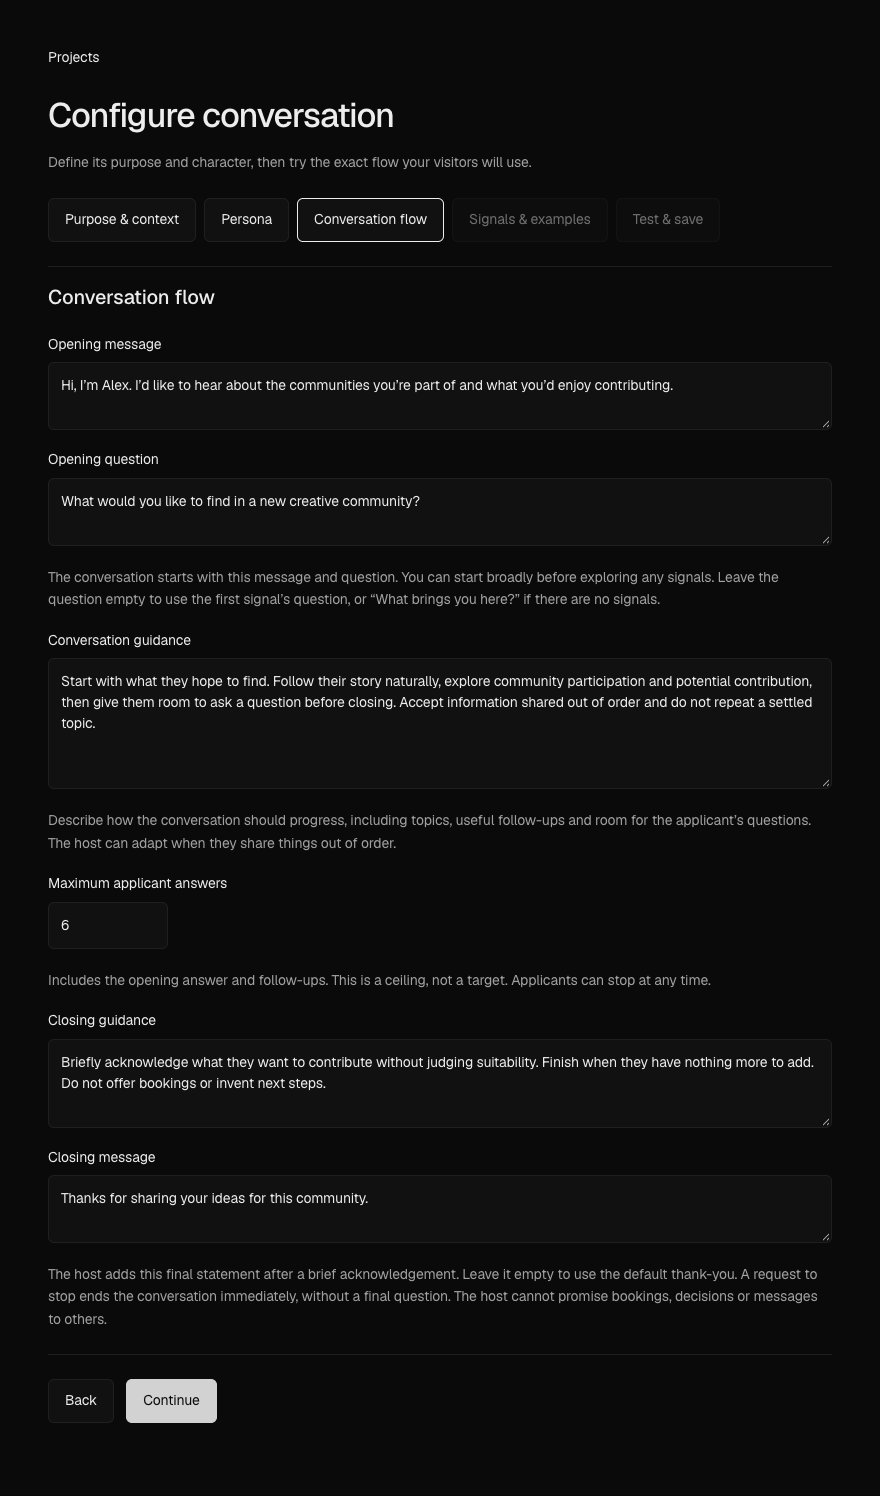 Projects
Configure conversation
Define its purpose and character, then try the exact flow your visitors will use.
Purpose & context
Persona
Conversation flow
Signals & examples
Test & save
Conversation flow
Opening message
Hi, I’m Alex. I’d like to hear about the communities you’re part of and what you’d enjoy contributing.
Opening question
What would you like to find in a new creative community?
The conversation starts with this message and question. You can start broadly before exploring any signals. Leave the
question empty to use the first signal’s question, or “What brings you here?” if there are no signals.
Conversation guidance
Start with what they hope to find. Follow their story naturally, explore community participation and potential contribution,
then give them room to ask a question before closing. Accept information shared out of order and do not repeat a settled
topic.
Describe how the conversation should progress, including topics, useful follow-ups and room for the applicant’s questions.
The host can adapt when they share things out of order.
Maximum applicant answers
6
Includes the opening answer and follow-ups. This is a ceiling, not a target. Applicants can stop at any time.
Closing guidance
Briefly acknowledge what they want to contribute without judging suitability. Finish when they have nothing more to add.
Do not offer bookings or invent next steps.
Closing message
Thanks for sharing your ideas for this community.
The host adds this final statement after a brief acknowledgement. Leave it empty to use the default thank-you. A request to
stop ends the conversation immediately, without a final question. The host cannot promise bookings, decisions or messages
to others.
Back
Continue